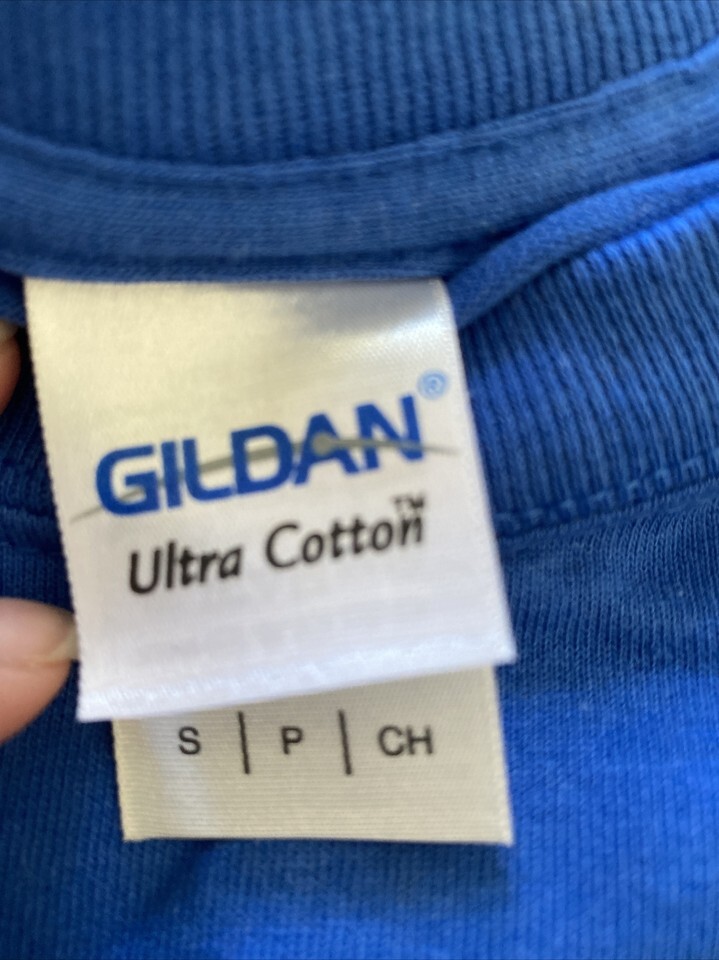 GILDAN®
Ultra Cotton™
S | P | CH